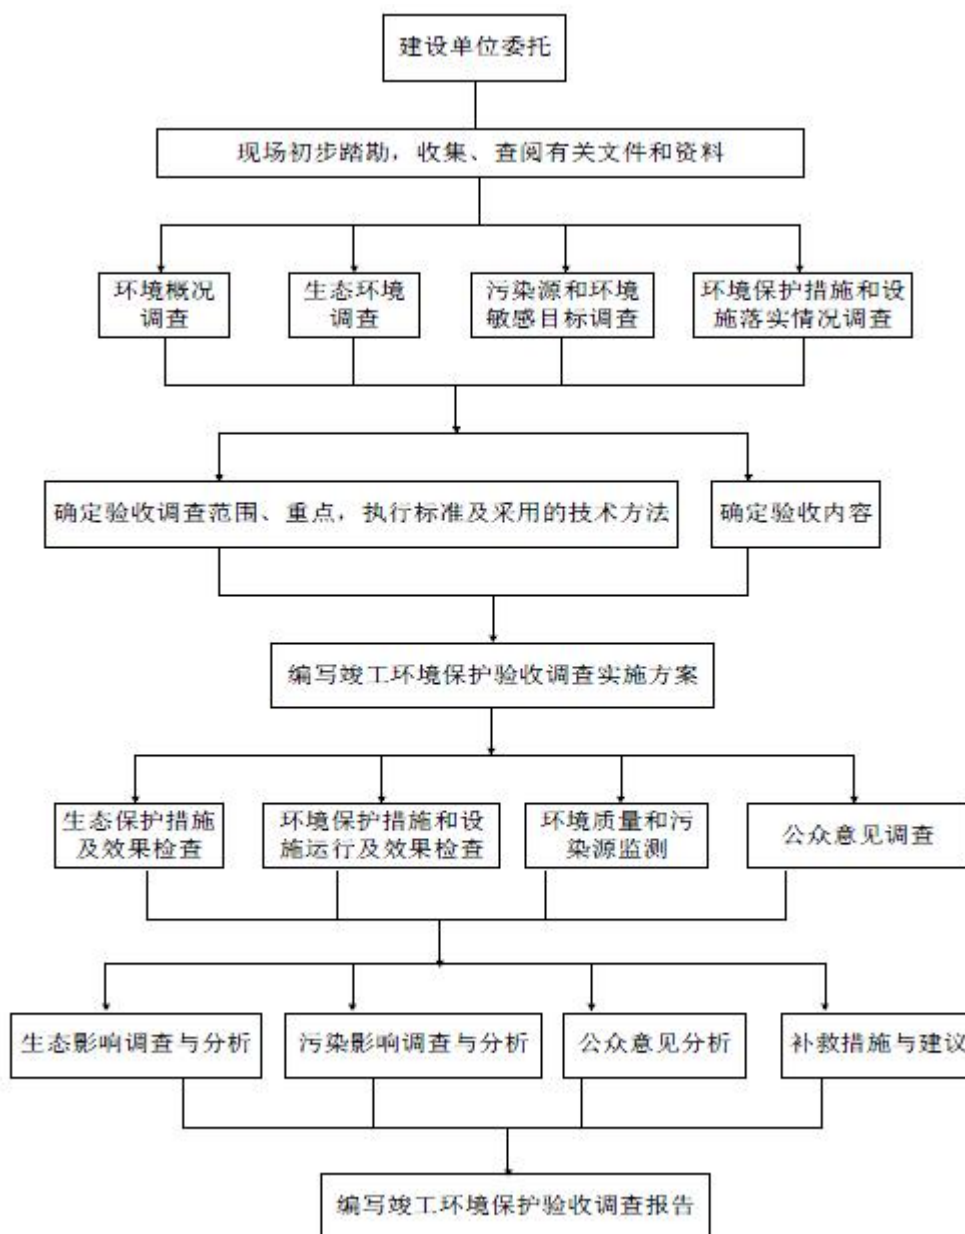 建设单位委托
现场初步踏勘，收集、查阅有关文件和资料
环境概况
调查
生态环境
调查
污染源和环境
敏感目标调查
环境保护措施和设
施落实情况调查
确定验收调查范围、重点，执行标准及采用的技术方法
确定验收内容
编写竣工环境保护验收调查实施方案
生态保护措施
及效果检查
环境保护措施和设
施运行及效果检查
环境质量和污
染源监测
公众意见调查
生态影响调查与分析
污染影响调查与分析
公众意见分析
补救措施与建议
编写竣工环境保护验收调查报告